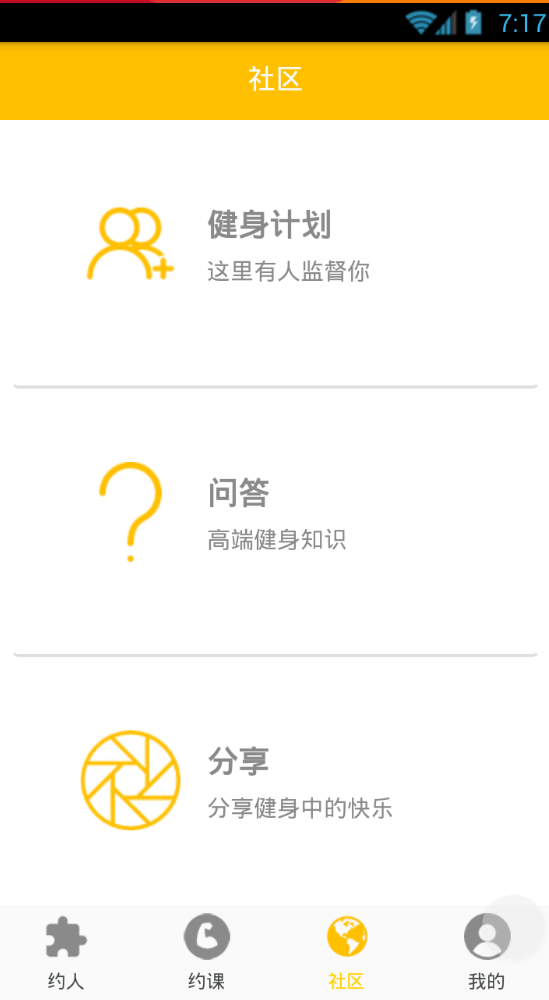 7:17
社区
健身计划
这里有人监督你
问答
高端健身知识
分享
分享健身中的快乐
约人
约课
社区
我的